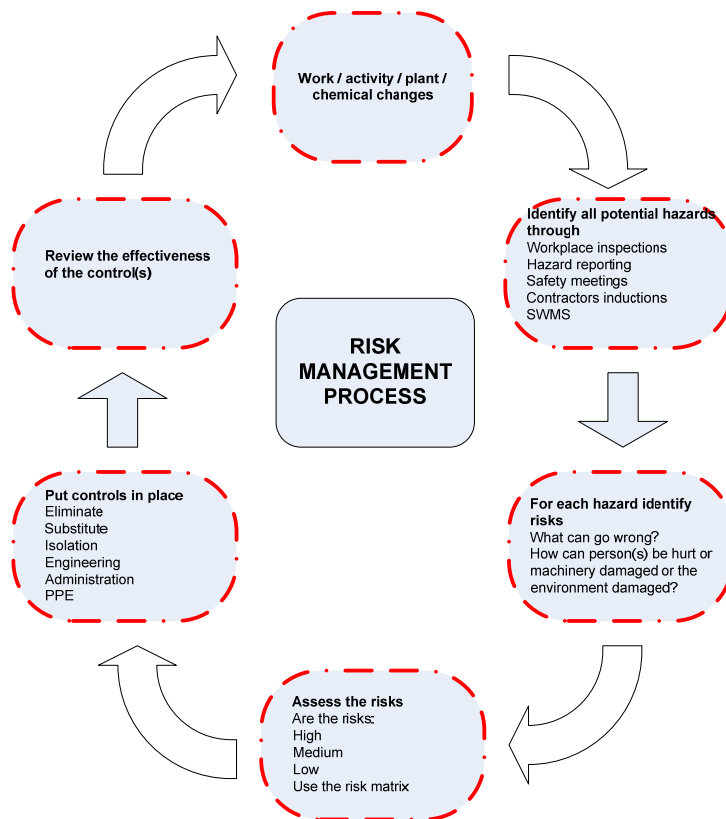 Work / activity / plant /
chemical changes
Identify all potential hazards
through
Workplace inspections
Hazard reporting
Safety meetings
Contractors inductions
SWMS
For each hazard identify
risks
What can go wrong?
How can person(s) be hurt or
machinery damaged or the
environment damaged?
Assess the risks
Are the risks:
High
Medium
Low
Use the risk matrix
Put controls in place
Eliminate
Substitute
Isolation
Engineering
Administration
PPE
Review the effectiveness
of the control(s)
RISK
MANAGEMENT
PROCESS